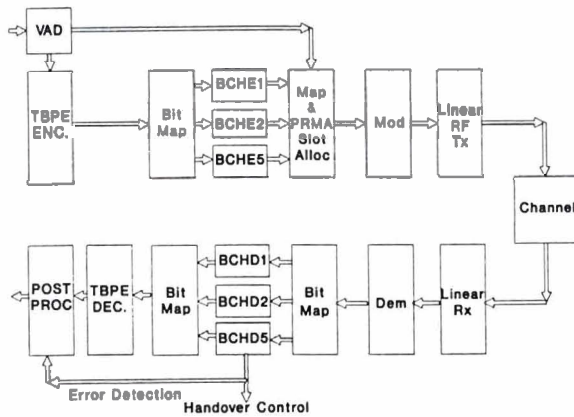 VAD
TBPE
ENC.
Bit
Map
BCHE1
BCHE2
BCHE5
Map
&
PRMA
Slot
Alloc
Mod
Linear
RF
Tx
Channel
POST
PROC
TBPE
DEC.
Bit
Map
BCHD1
BCHD2
BCHD5
Bit
Map
Dem
Linear
Rx
Error Detection
Handover Control